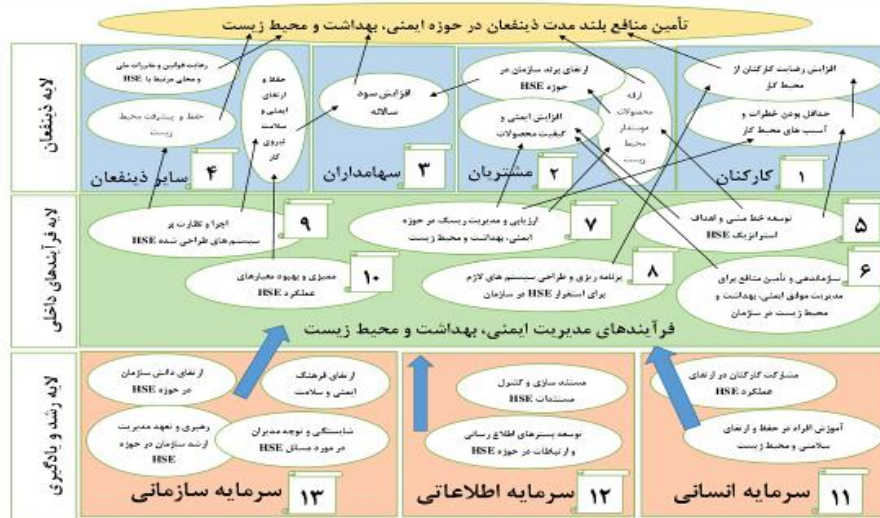 تأمین منافع بلند مدت ذینفعان در حوزه ایمنی، بهداشت و محیط زیست
لایه ذینفعان
افزایش رضایت کارکنان از
محیط کار
حداقل بودن خطرات و
آسیب های محیط کار
۱
کارکنان
ارائه
محصولات
دوستدار
محیط
زیست
ارتقای برند سازمان در
حوزه HSE
افزایش ایمنی و
کیفیت محصولات
۲
مشتریان
افزایش سود
سالانه
۳
سهامداران
حفظ و
ارتقای
ایمنی و
سلامت
نیروی
کار
رعایت قوانین و مقررات ملی
و محلی مرتبط با HSE
حفظ و پیشرفت محیط
زیست
۴
سایر ذینفعان
لایه فرآیندهای داخلی
۵
توسعه خط مشی و اهداف
استراتژیک HSE
۶
سازماندهی و تأمین منافع برای
مدیریت موفق ایمنی، بهداشت و
محیط زیست در سازمان
۷
ارزیابی و مدیریت ریسک در حوزه
ایمنی، بهداشت و محیط زیست
۸
برنامه ریزی و طراحی سیستم های لازم
برای استقرار HSE در سازمان
۹
اجرا و نظارت بر
سیستم های طراحی شده HSE
۱۰
ممیزی و بهبود معیارهای
عملکرد HSE
فرآیندهای مدیریت ایمنی، بهداشت و محیط زیست
لایه رشد و یادگیری
مشارکت کارکنان در ارتقای
عملکرد HSE
آموزش افراد در حفظ و ارتقای
سلامتی و محیط زیست
۱۱
سرمایه انسانی
مستند سازی و کنترل
مستندات HSE
توسعه بسترهای اطلاع رسانی
و ارتباطات در حوزه HSE
۱۲
سرمایه اطلاعاتی
ارتقای فرهنگ
ایمنی و سلامت
ارتقای دانش سازمان
در حوزه HSE
شایستگی و توجه مدیران
در مورد مسائل HSE
رهبری و تعهد مدیریت
ارشد سازمان در حوزه
HSE
۱۳
سرمایه سازمانی